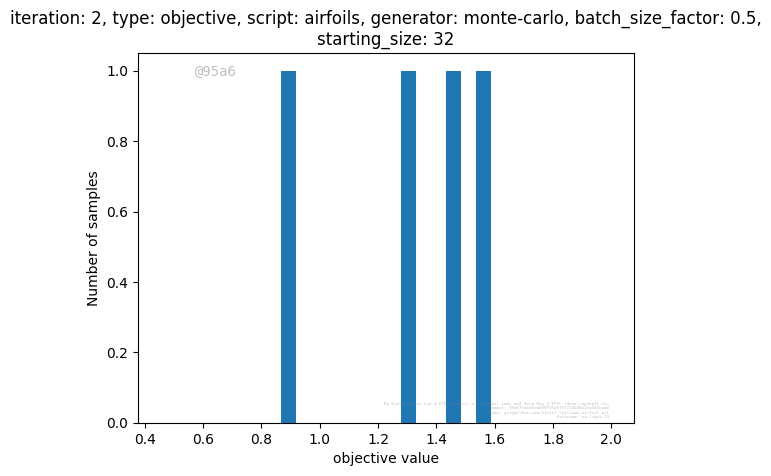 iteration: 2, type: objective, script: airfoils, generator: monte-carlo, batch_size_factor: 0.5,
starting_size: 32
@95a6
1.0
0.8
0.6
0.4
0.2
0.0
Number of samples
0.4 0.6 0.8 1.0 1.2 1.4 1.6 1.8 2.0
objective value